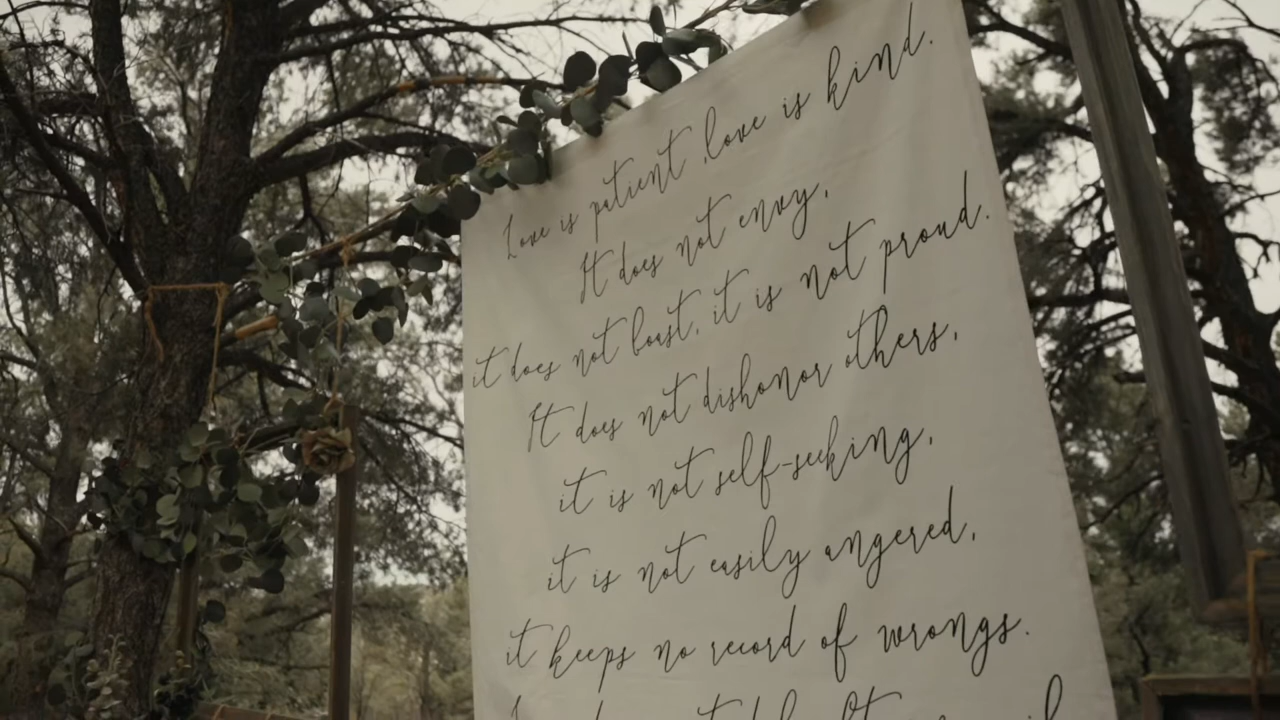 Love is patient, love is kind.
It does not envy,
it does not boast, it is not proud.
It does not dishonor others,
it is not self-seeking,
it is not easily angered,
it keeps no record of wrongs.